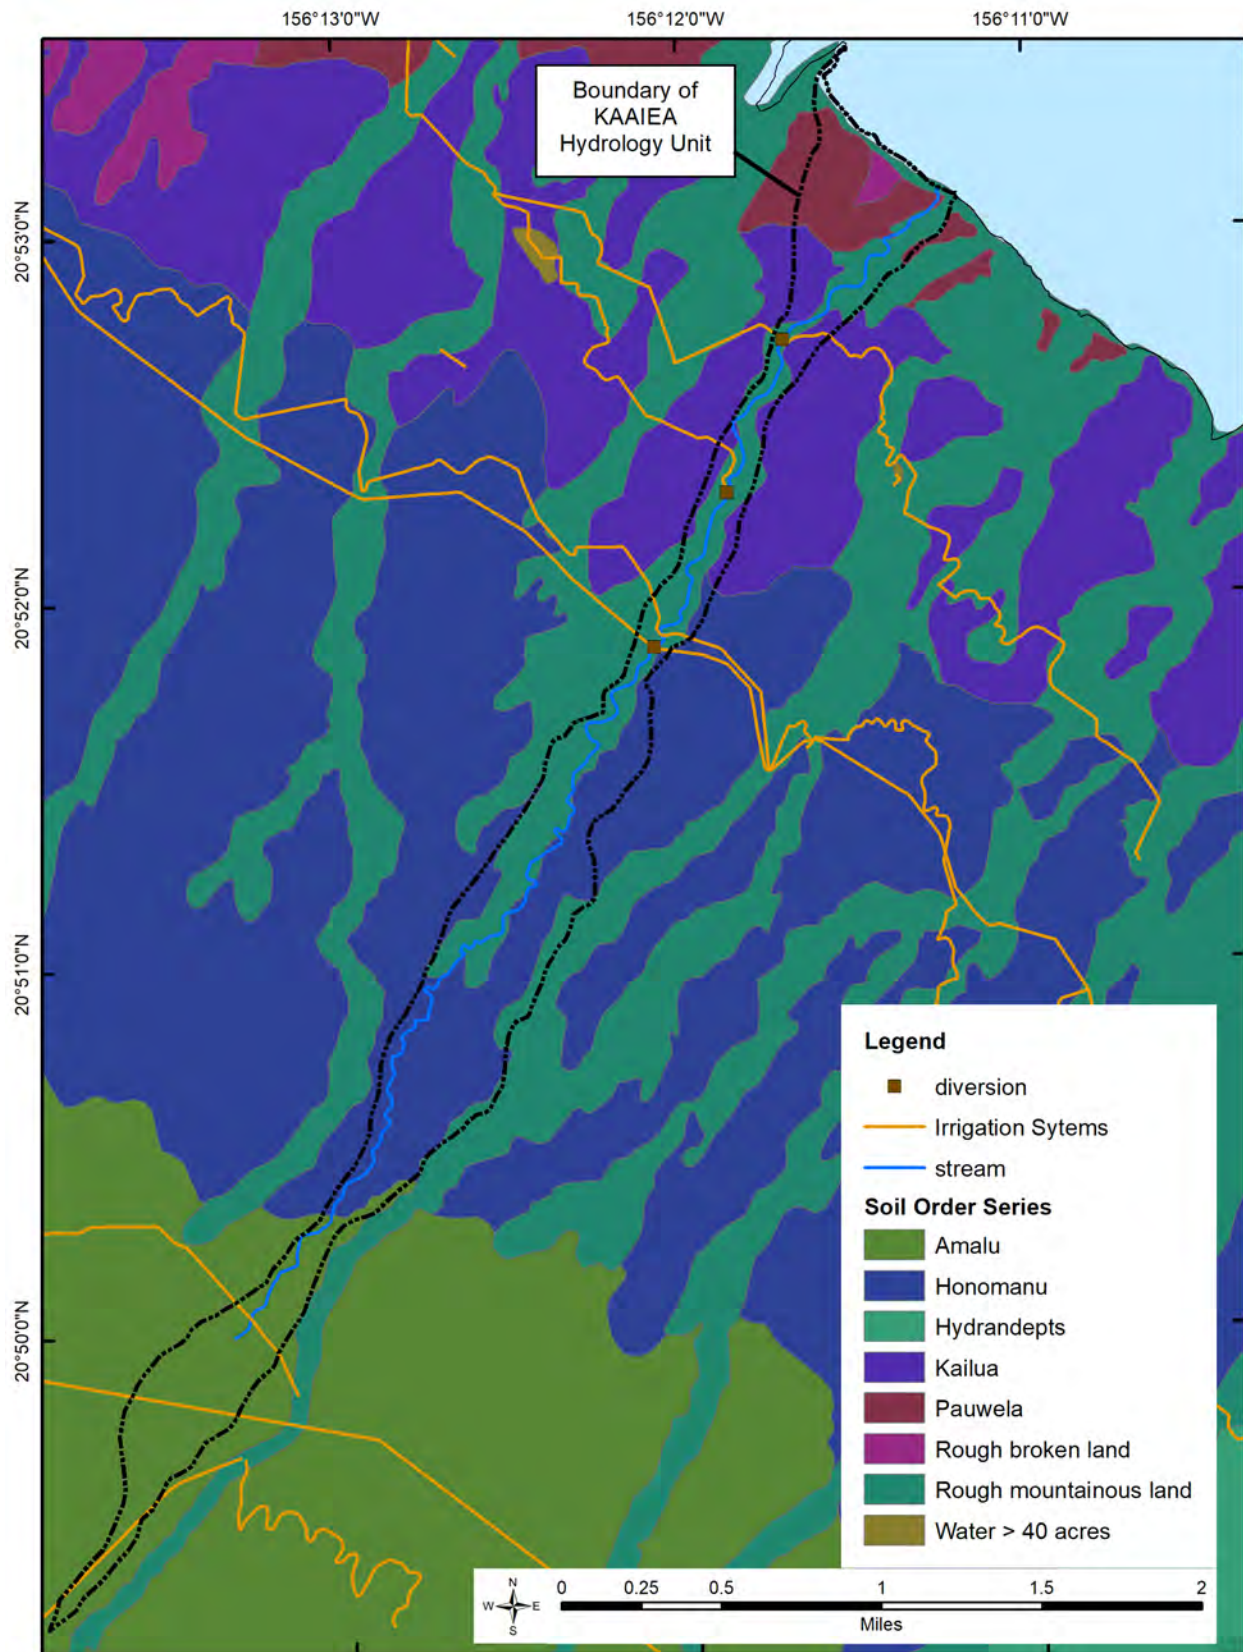 156°13'0"W
156°12'0"W
156°11'0"W
Boundary of
KAAIEA
Hydrology Unit
20°53'0"N
20°52'0"N
20°51'0"N
20°50'0"N
Legend
diversion
Irrigation Sytems
stream
Soil Order Series
Amalu
Honomanu
Hydrandepts
Kailua
Pauwela
Rough broken land
Rough mountainous land
Water > 40 acres
N
W E
S
0 0.25 0.5 1 1.5 2
Miles